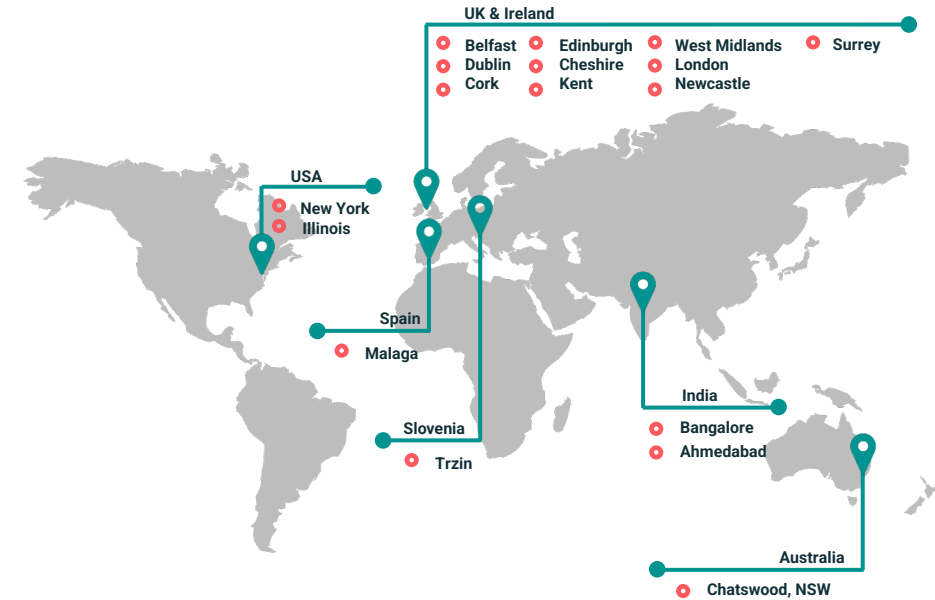 UK & Ireland
Belfast Edinburgh West Midlands Surrey
Dublin Cheshire London
Cork Kent Newcastle
USA
New York
Illinois
Spain
Malaga
India
Bangalore
Ahmedabad
Slovenia
Trzin
Australia
Chatswood, NSW